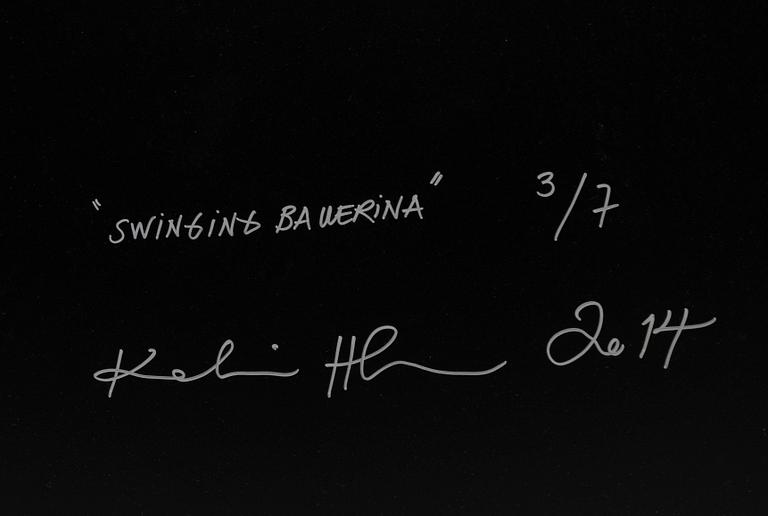 "SWINGING BALLERINA" 3/7
2014